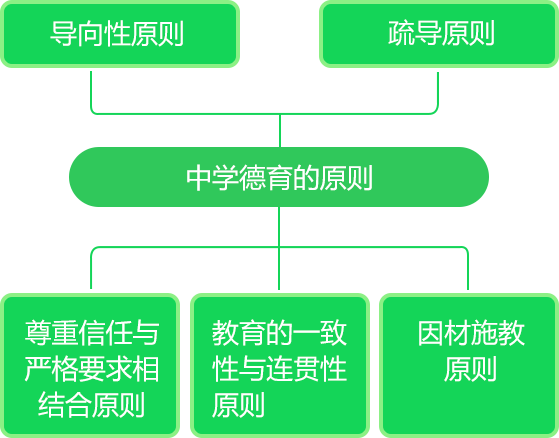 导向性原则
疏导原则
中学德育的原则
尊重信任与
严格要求相
结合原则
教育的一致
性与连贯性
原则
因材施教
原则